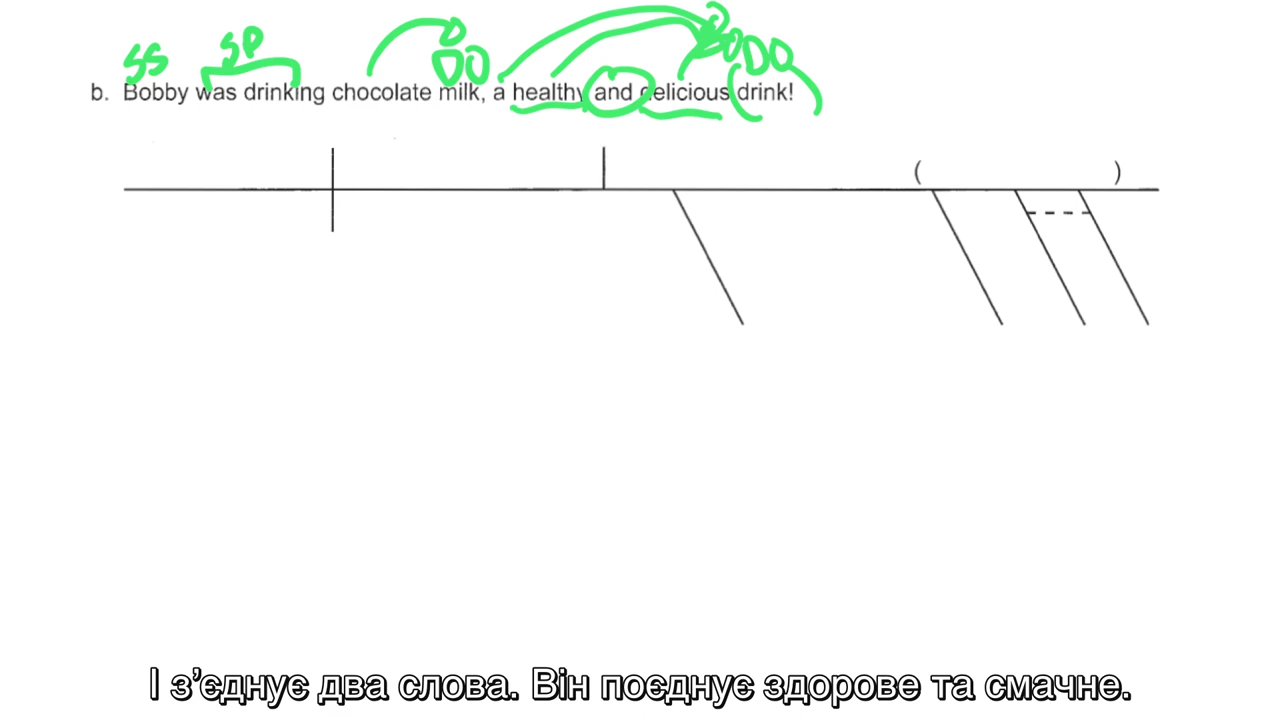 SS SP DO DO
b. Bobby was drinking chocolate milk, a healthy and delicious drink!
( )
І з’єднує два слова. Він поєднує здорове та смачне.